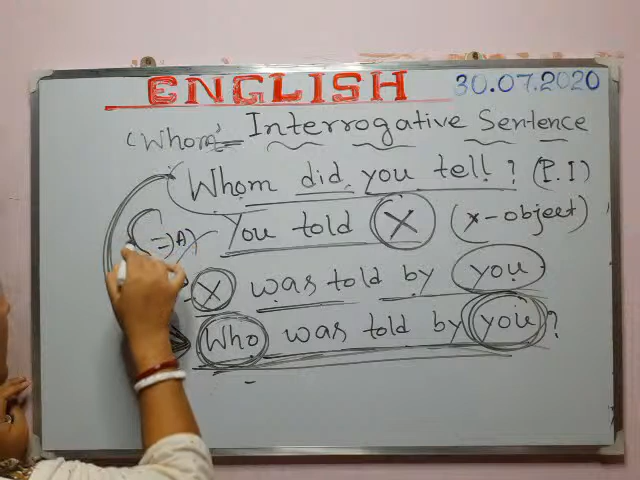 ENGLISH 30.07.2020
(Whom) = Interrogative Sentence
Whom did you tell? (P.I)
=) A) You told X (x - object)
X was told by you
Who was told by you?